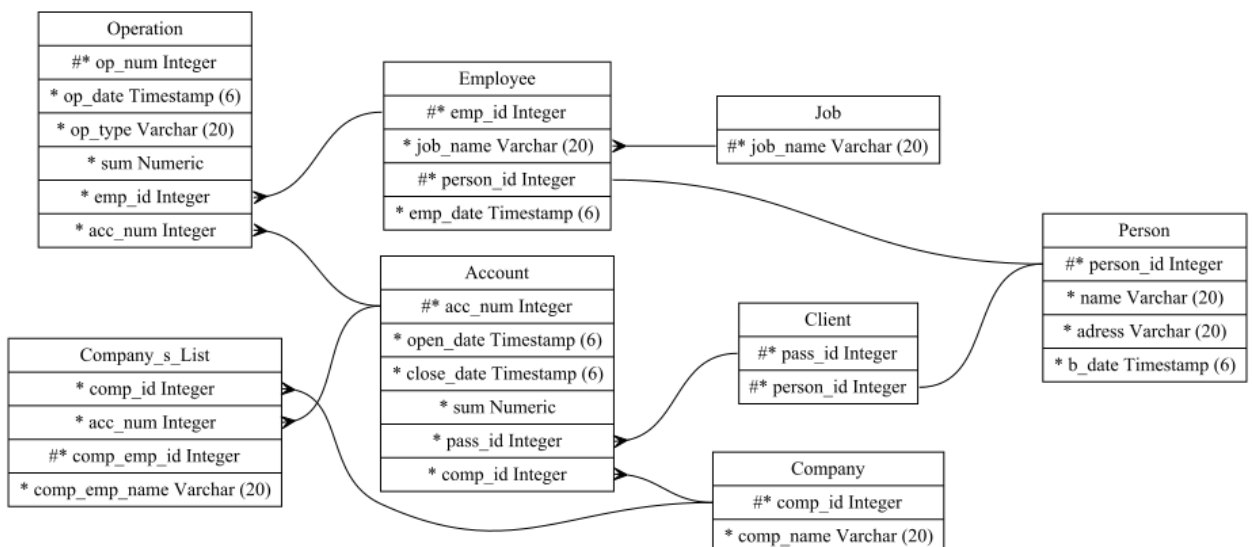 Operation
#* op_num Integer
* op_date Timestamp (6)
* op_type Varchar (20)
* sum Numeric
* emp_id Integer
* acc_num Integer
Employee
#* emp_id Integer
* job_name Varchar (20)
#* person_id Integer
* emp_date Timestamp (6)
Job
#* job_name Varchar (20)
Person
#* person_id Integer
* name Varchar (20)
* adress Varchar (20)
* b_date Timestamp (6)
Account
#* acc_num Integer
* open_date Timestamp (6)
* close_date Timestamp (6)
* sum Numeric
* pass_id Integer
* comp_id Integer
Client
#* pass_id Integer
#* person_id Integer
Company_s_List
* comp_id Integer
* acc_num Integer
#* comp_emp_id Integer
* comp_emp_name Varchar (20)
Company
#* comp_id Integer
* comp_name Varchar (20)